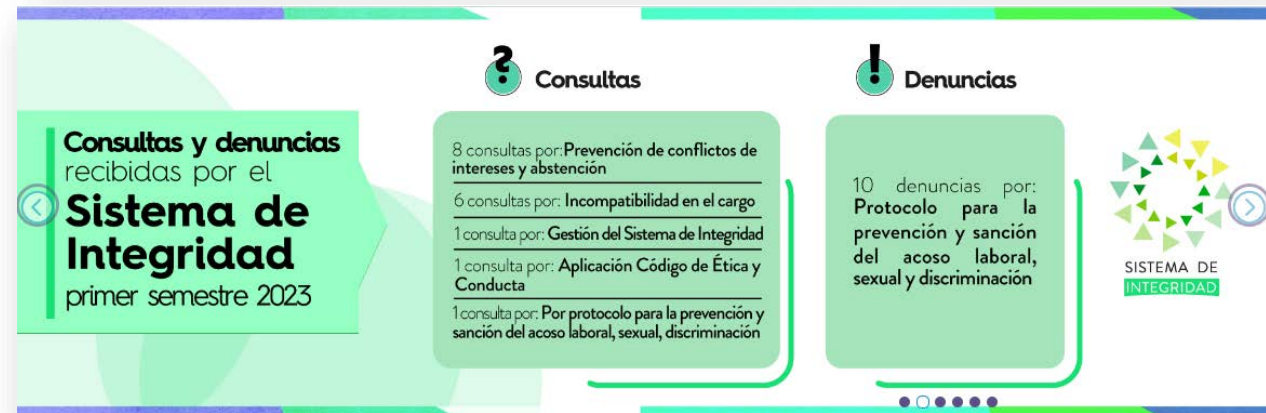 Consultas y denuncias
recibidas por el
Sistema de
Integridad
primer semestre 2023
? Consultas
8 consultas por:Prevención de conflictos de
intereses y abstención
6 consultas por: Incompatibilidad en el cargo
1 consulta por: Gestión del Sistema de Integridad
1 consulta por: Aplicación Código de Ética y
Conducta
1 consulta por: Por protocolo para la prevención y
sanción del acoso laboral, sexual, discriminación
! Denuncias
10 denuncias por:
Protocolo para la
prevención y sanción
del acoso laboral,
sexual y discriminación
SISTEMA DE
INTEGRIDAD